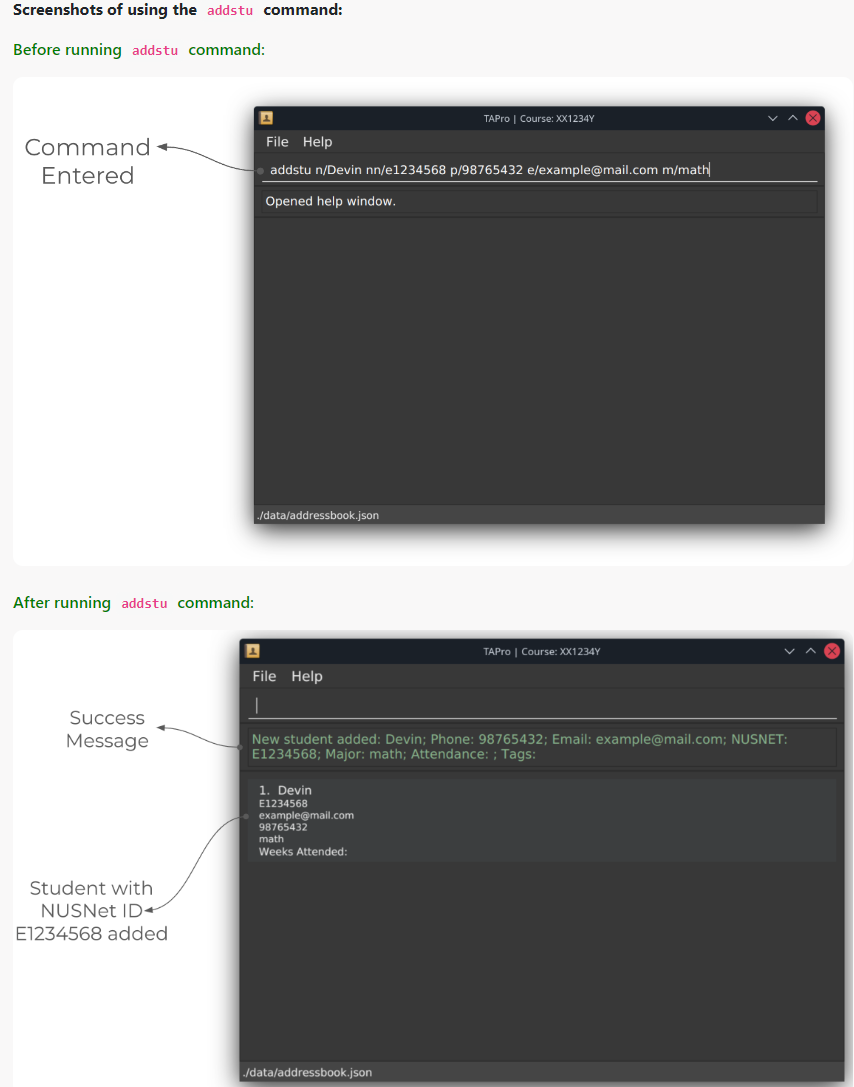 Screenshots of using the addstu command:
Before running addstu command:
TAPro | Course: XX1234Y
File Help
Command
Entered
addstu n/Devin nn/e1234568 p/98765432 e/example@mail.com m/math
Opened help window.
./data/addressbook.json
After running addstu command:
TAPro | Course: XX1234Y
File Help
Success
Message
New student added: Devin; Phone: 98765432; Email: example@mail.com; NUSNET:
E1234568; Major: math; Attendance: ; Tags:
1. Devin
E1234568
example@mail.com
98765432
math
Weeks Attended:
Student with
NUSNet ID
E1234568 added
./data/addressbook.json